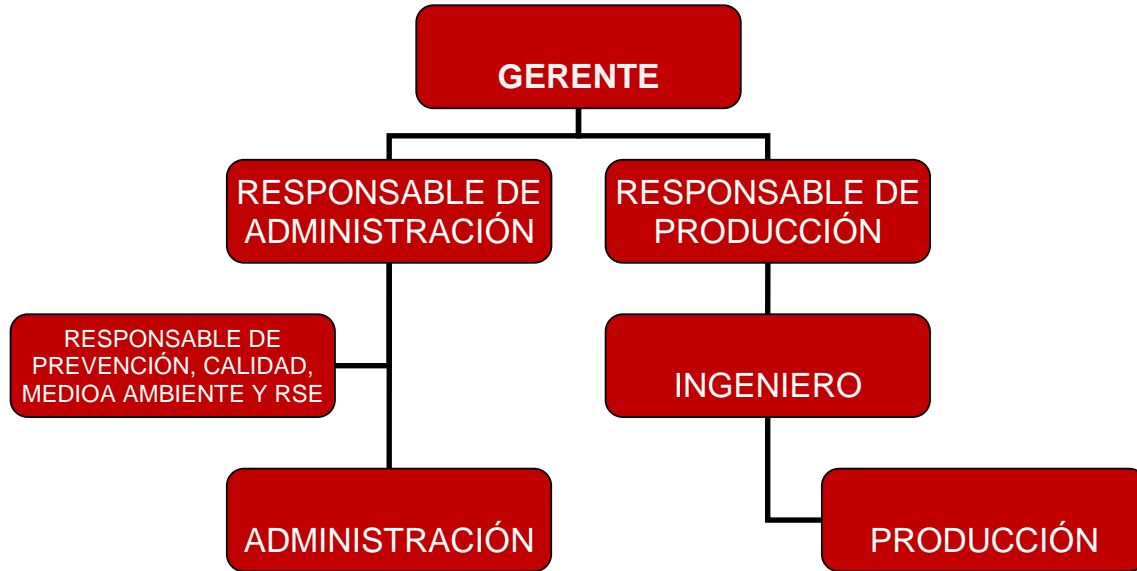 GERENTE
RESPONSABLE DE
ADMINISTRACIÓN
RESPONSABLE DE
PRODUCCIÓN
RESPONSABLE DE
PREVENCIÓN, CALIDAD,
MEDIOA AMBIENTE Y RSE
INGENIERO
ADMINISTRACIÓN
PRODUCCIÓN